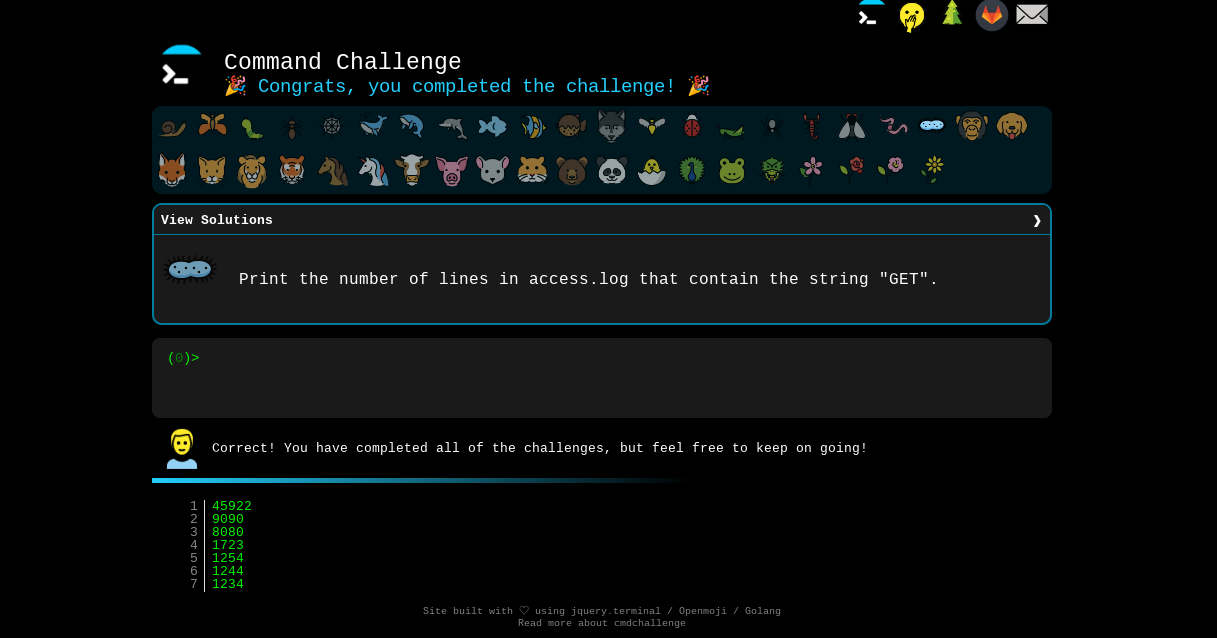 Command Challenge
🎉 Congrats, you completed the challenge! 🎉
View Solutions ❯
Print the number of lines in access.log that contain the string "GET".
(0)>
Correct! You have completed all of the challenges, but feel free to keep on going!
1 45922
2 9090
3 8080
4 1723
5 1254
6 1244
7 1234
Site built with ♡ using jquery.terminal / Openmoji / Golang
Read more about cmdchallenge